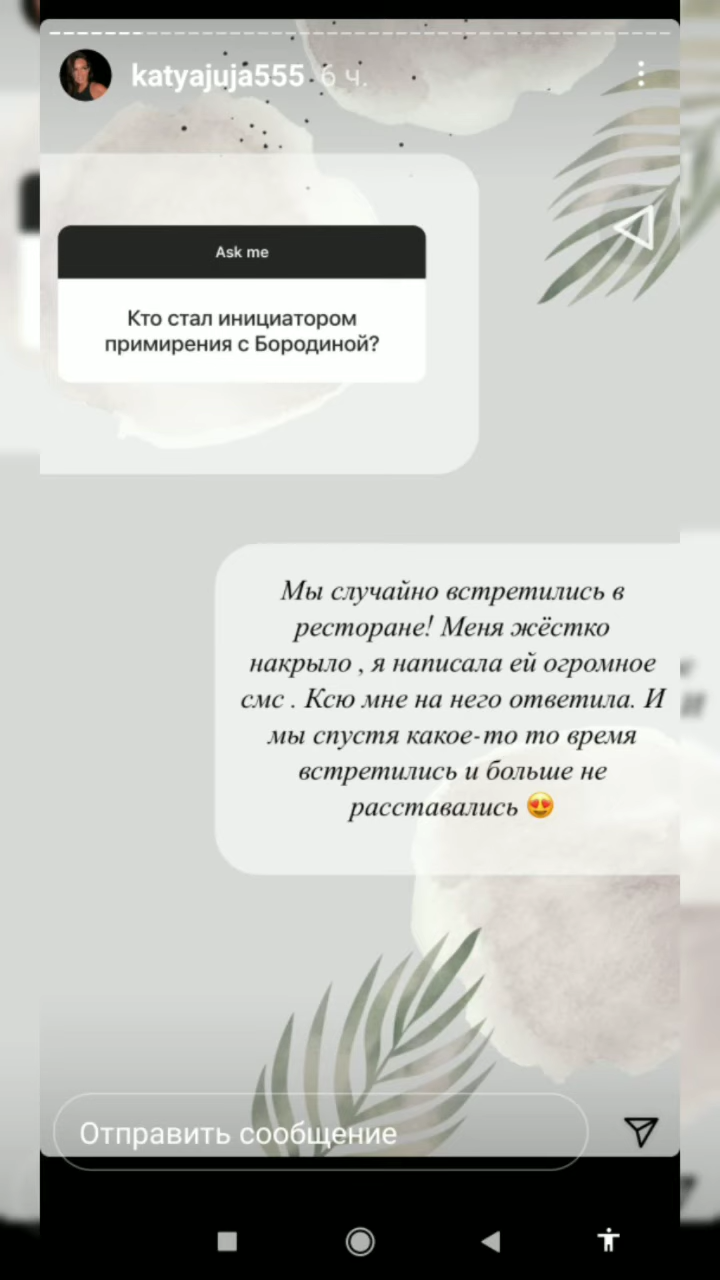 katyajuja555 6 ч.
Ask me
Кто стал инициатором
примирения с Бородиной?
Мы случайно встретились в
ресторане! Меня жёстко
накрыло , я написала ей огромное
смс . Ксю мне на него ответила. И
мы спустя какое-то то время
встретились и больше не
расставались 😍
Отправить сообщение